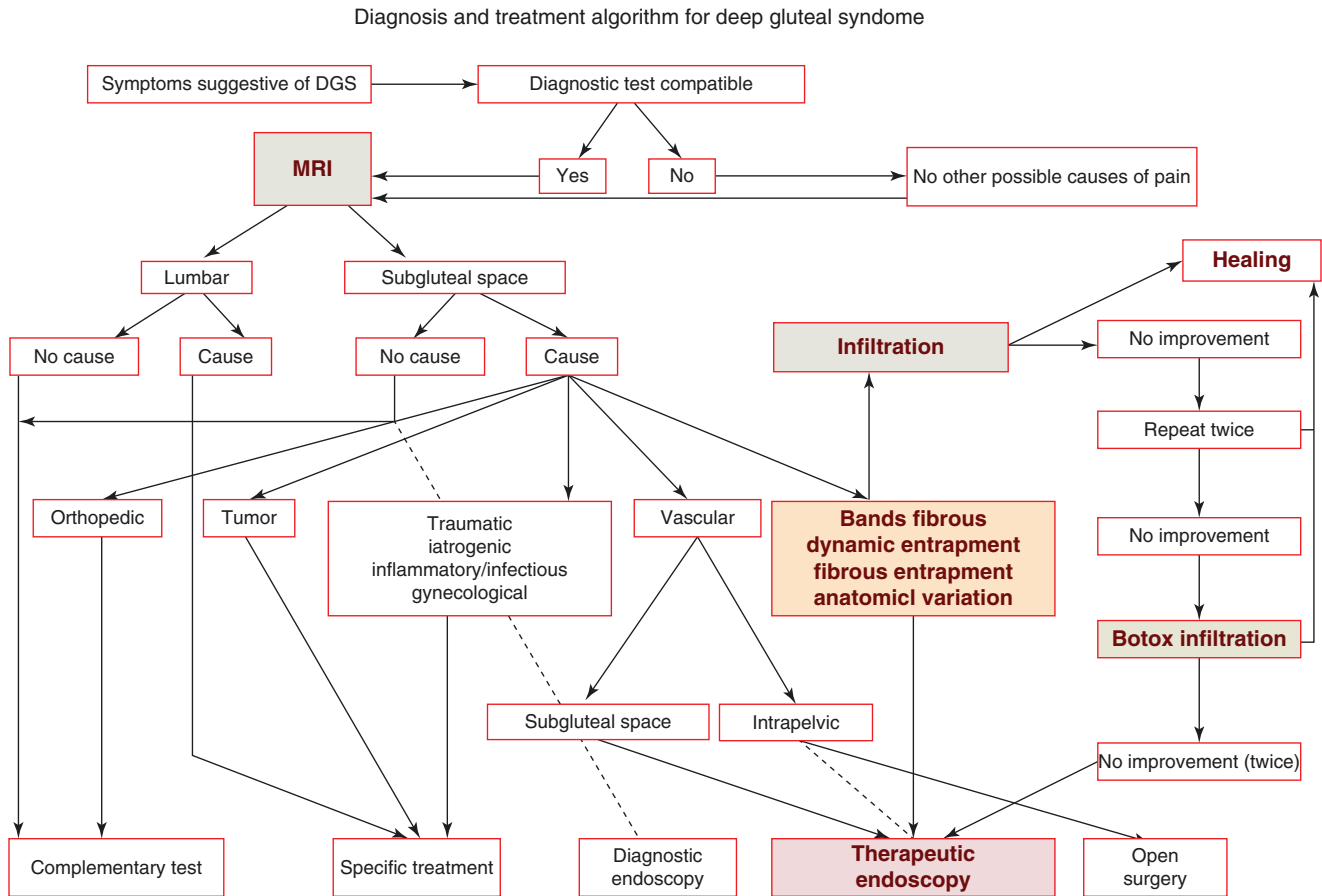 Diagnosis and treatment algorithm for deep gluteal syndome
Symptoms suggestive of DGS
Diagnostic test compatible
MRI
Yes
No
No other possible causes of pain
Lumbar
Subgluteal space
Healing
No cause
Cause
No cause
Cause
Infiltration
No improvement
Repeat twice
Orthopedic
Tumor
Traumatic
iatrogenic
inflammatory/infectious
gynecological
Vascular
Bands fibrous
dynamic entrapment
fibrous entrapment
anatomicl variation
No improvement
Botox infiltration
Subgluteal space
Intrapelvic
No improvement (twice)
Complementary test
Specific treatment
Diagnostic
endoscopy
Therapeutic
endoscopy
Open
surgery